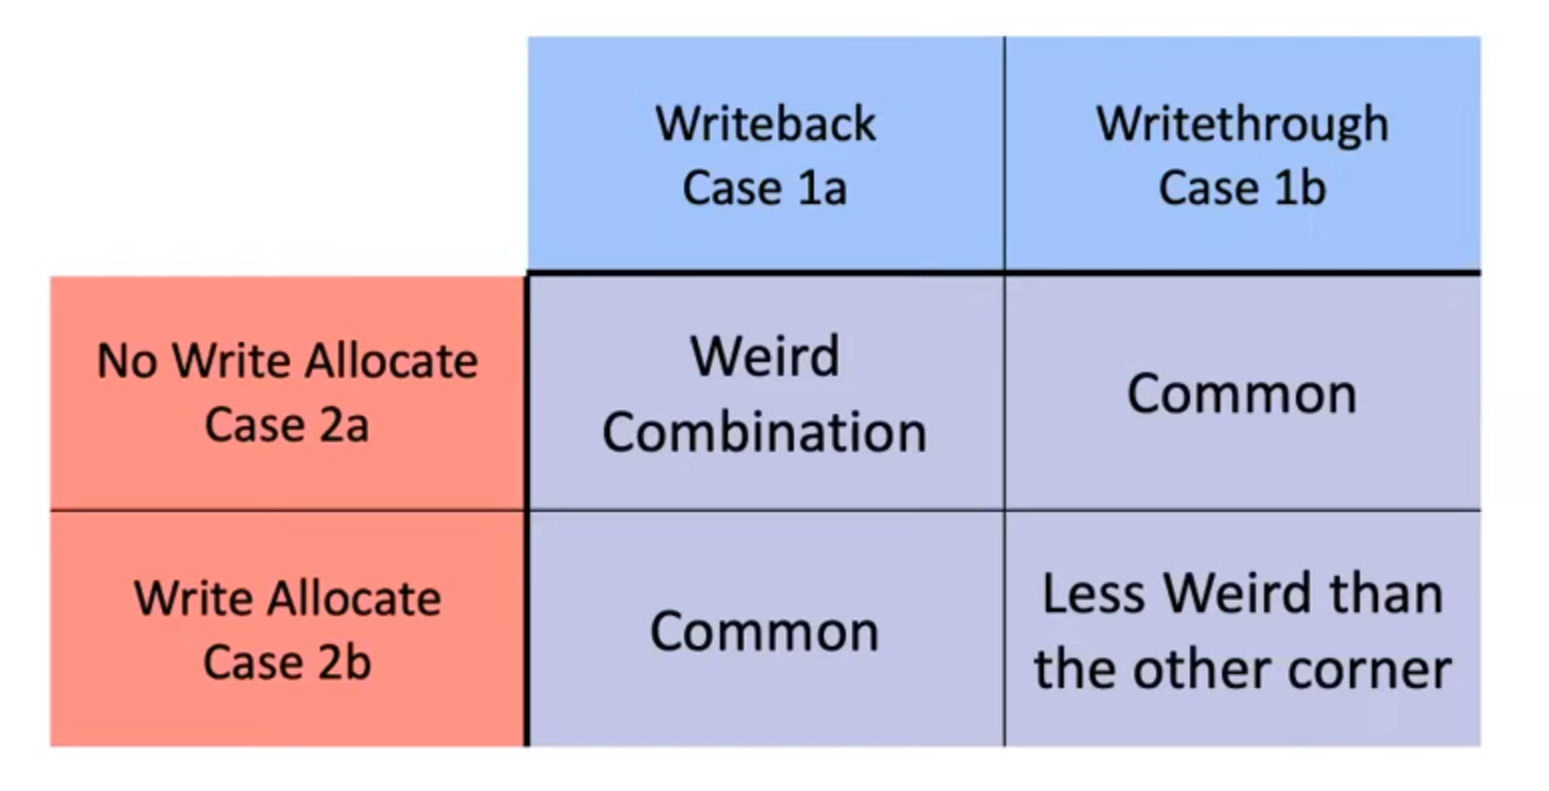 Writeback
Case 1a
Writethrough
Case 1b
No Write Allocate
Case 2a
Weird
Combination
Common
Write Allocate
Case 2b
Common
Less Weird than
the other corner